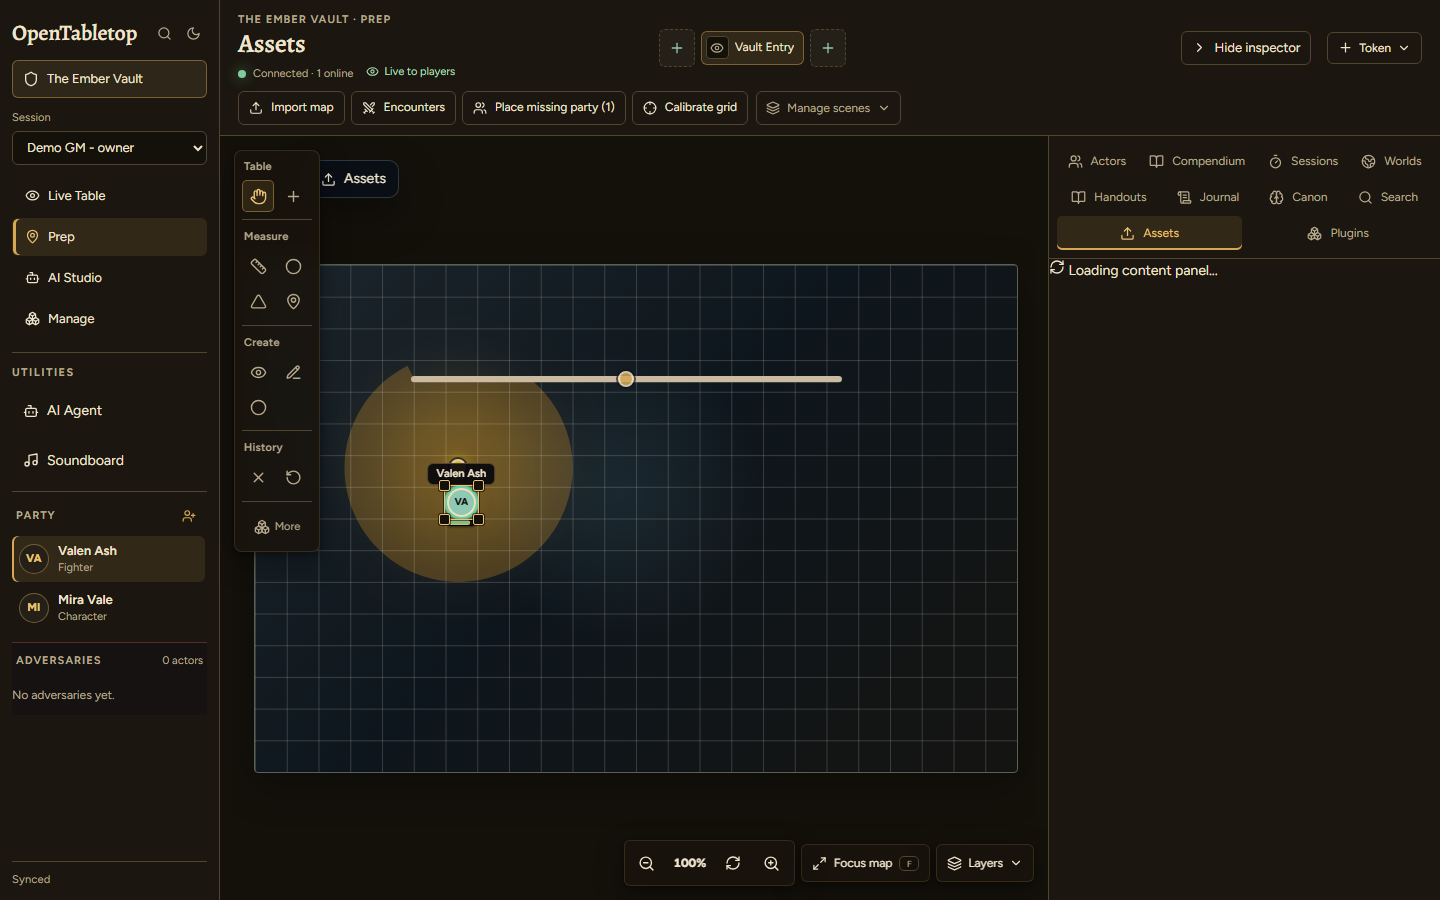 OpenTabletop
The Ember Vault
Session
Demo GM - owner
Live Table
Prep
AI Studio
Manage
UTILITIES
AI Agent
Soundboard
PARTY
VA
Valen Ash
Fighter
MI
Mira Vale
Character
ADVERSARIES
0 actors
No adversaries yet.
Synced
THE EMBER VAULT · PREP
Assets
Connected · 1 online
Live to players
Vault Entry
Hide inspector
Token
Import map
Encounters
Place missing party (1)
Calibrate grid
Manage scenes
Table
Assets
Measure
Create
History
More
Valen Ash
VA
100%
Focus map
F
Layers
Actors
Compendium
Sessions
Worlds
Handouts
Journal
Canon
Search
Assets
Plugins
Loading content panel...